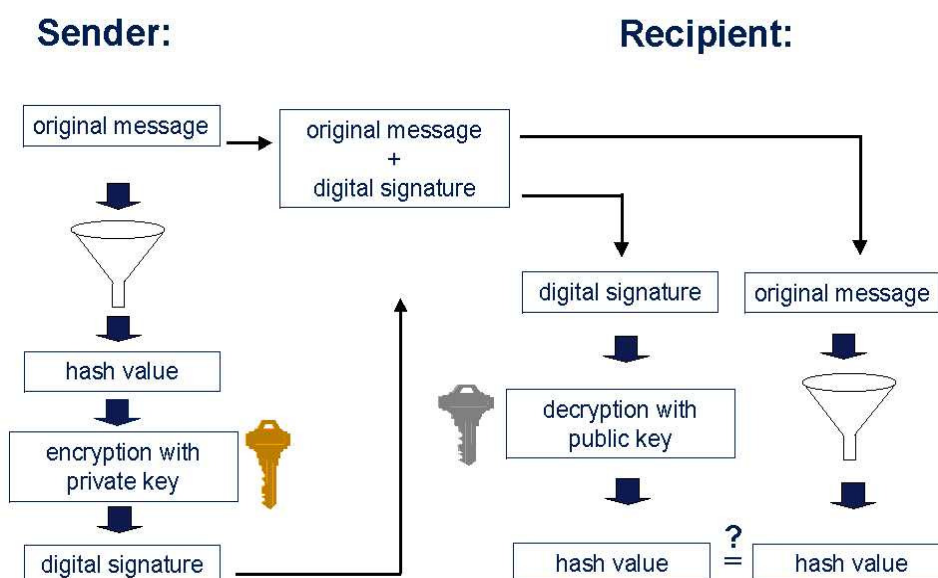 Sender:
Recipient:
original message
original message
+
digital signature
digital signature
original message
hash value
encryption with
private key
decryption with
public key
digital signature
hash value
?
=
hash value